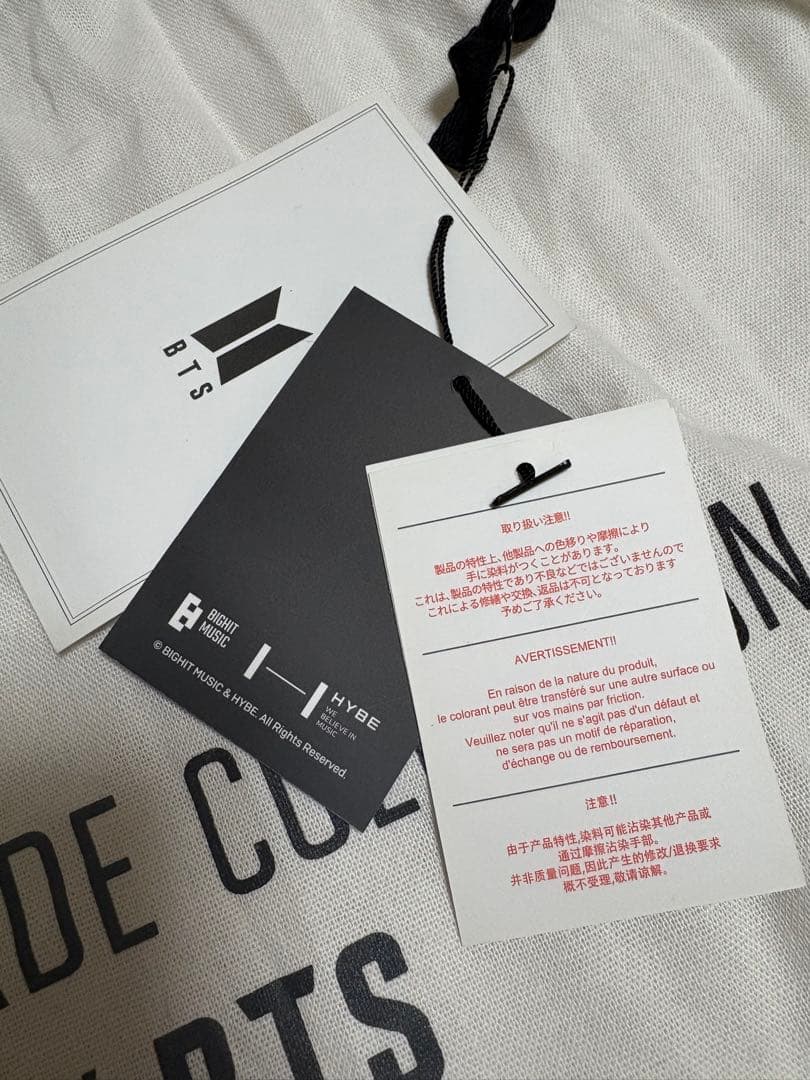 BTS
BIGHIT
MUSIC
HYBE
WE
BELIEVE IN
MUSIC
© BIGHIT MUSIC & HYBE. All Rights Reserved.
取り扱い注意!!
製品の特性上、他製品への色移りや摩擦により
手に染料がつくことがあります。
これは、製品の特性であり不良などではございませんので
これによる修繕や交換、返品は不可となっております
予めご了承ください。
AVERTISSEMENT!!
En raison de la nature du produit,
le colorant peut être transféré sur une autre surface ou
sur vos mains par friction.
Veuillez noter qu'il ne s'agit pas d'un défaut et
ne sera pas un motif de réparation,
d'échange ou de remboursement.
注意!!
由于产品特性,染料可能沾染其他产品或
通过摩擦沾染手部。
并非质量问题,因此产生的修改/退换要求
概不受理,敬请谅解。
N
DE CO
BTS